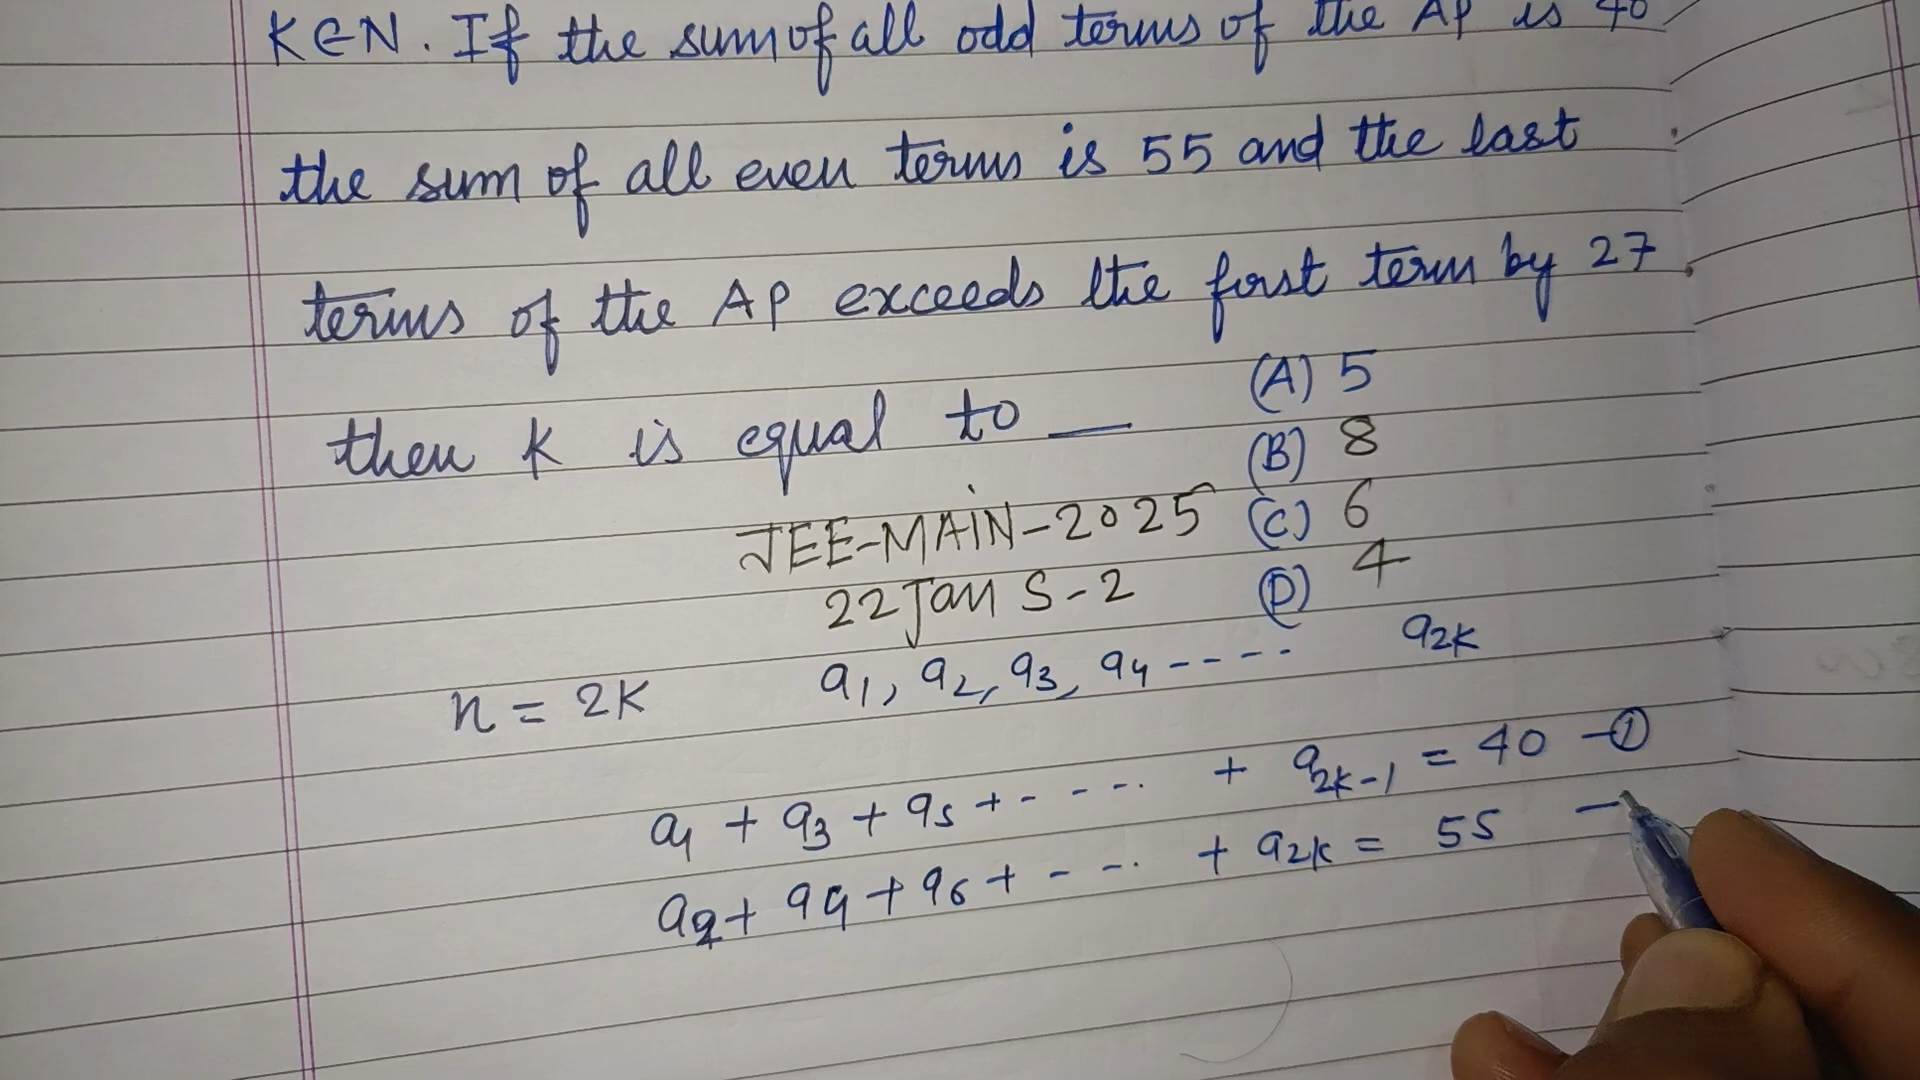 K∈N. If the sum of all odd terms of the AP is 40
the sum of all even terms is 55 and the last
terms of the AP exceeds the first term by 27
then K is equal to __
(A) 5
(B) 8
(C) 6
(D) 4
JEE-MAIN-2025
22 Jan S-2
n = 2K
a1, a2, a3, a4 ---- a2k
a1 + a3 + a5 + - - - -. + a2k-1 = 40 -①
a2 + a4 + a6 + - - -. + a2k = 55 -